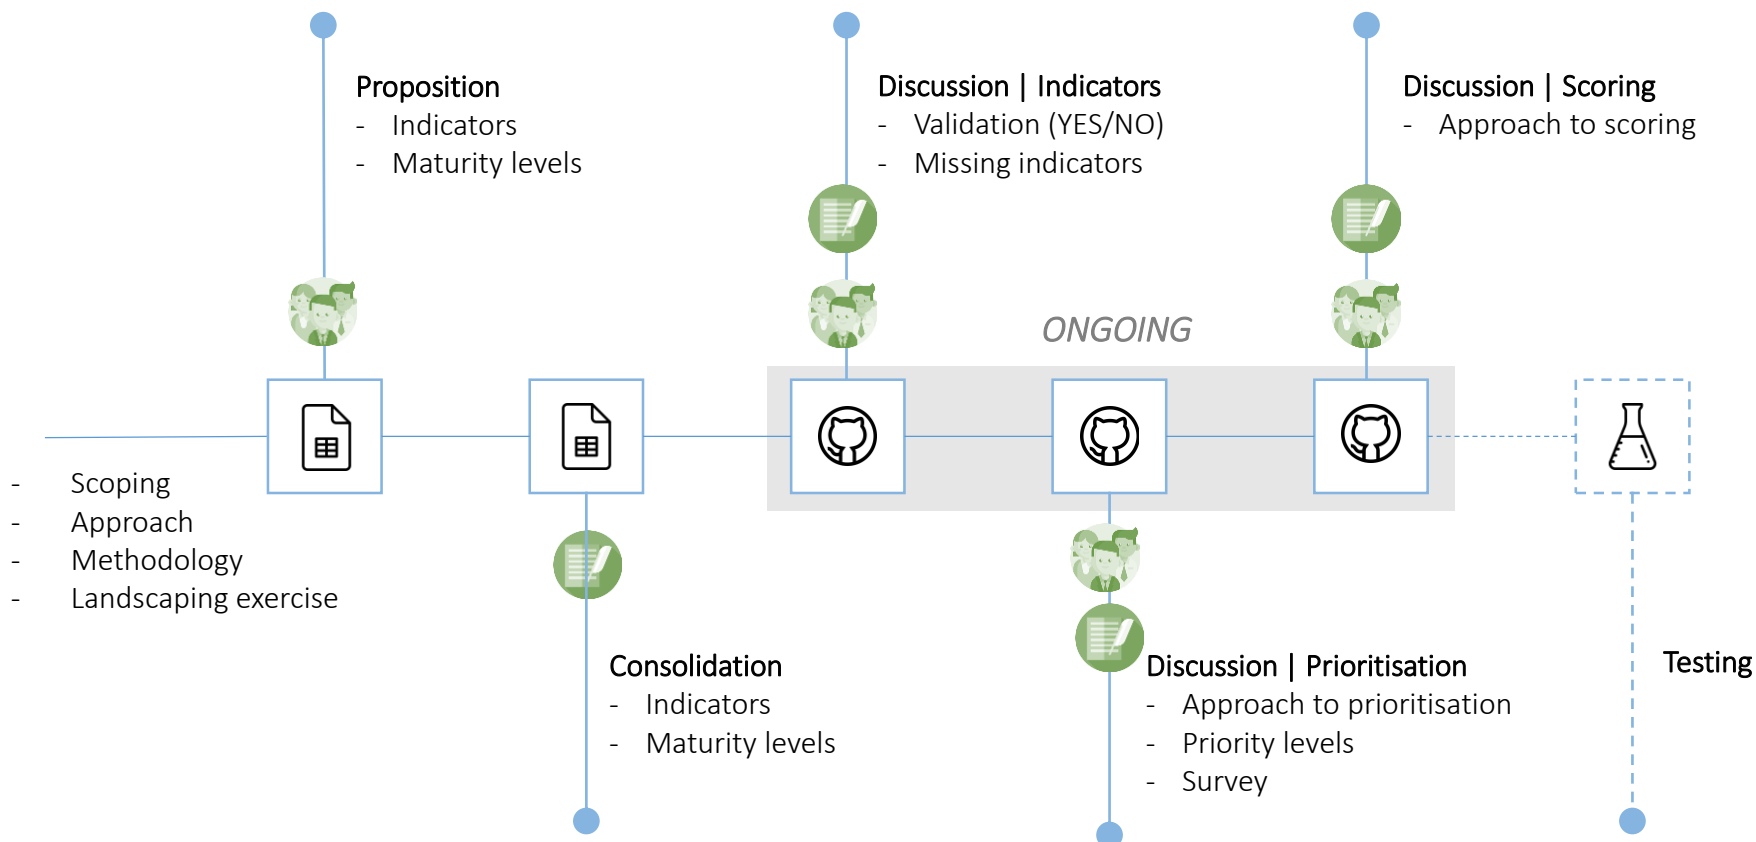 Proposition
- Indicators
- Maturity levels
Discussion | Indicators
- Validation (YES/NO)
- Missing indicators
Discussion | Scoring
- Approach to scoring
ONGOING
- Scoping
- Approach
- Methodology
- Landscaping exercise
Consolidation
- Indicators
- Maturity levels
Discussion | Prioritisation
- Approach to prioritisation
- Priority levels
- Survey
Testing